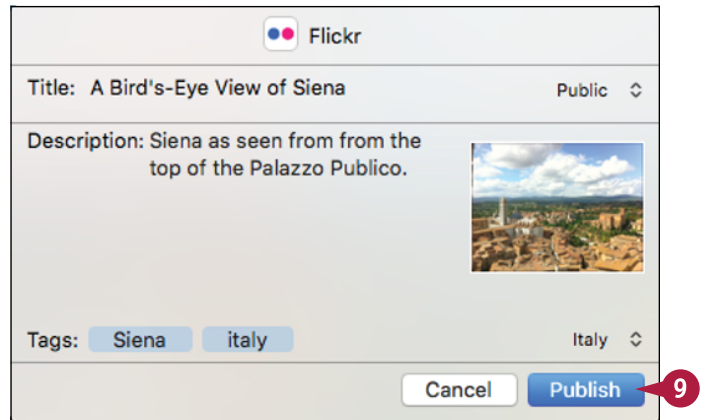 Flickr
Title: A Bird's-Eye View of Siena Public
Description: Siena as seen from from the
top of the Palazzo Publico.
Tags: Siena italy Italy
Cancel Publish 9